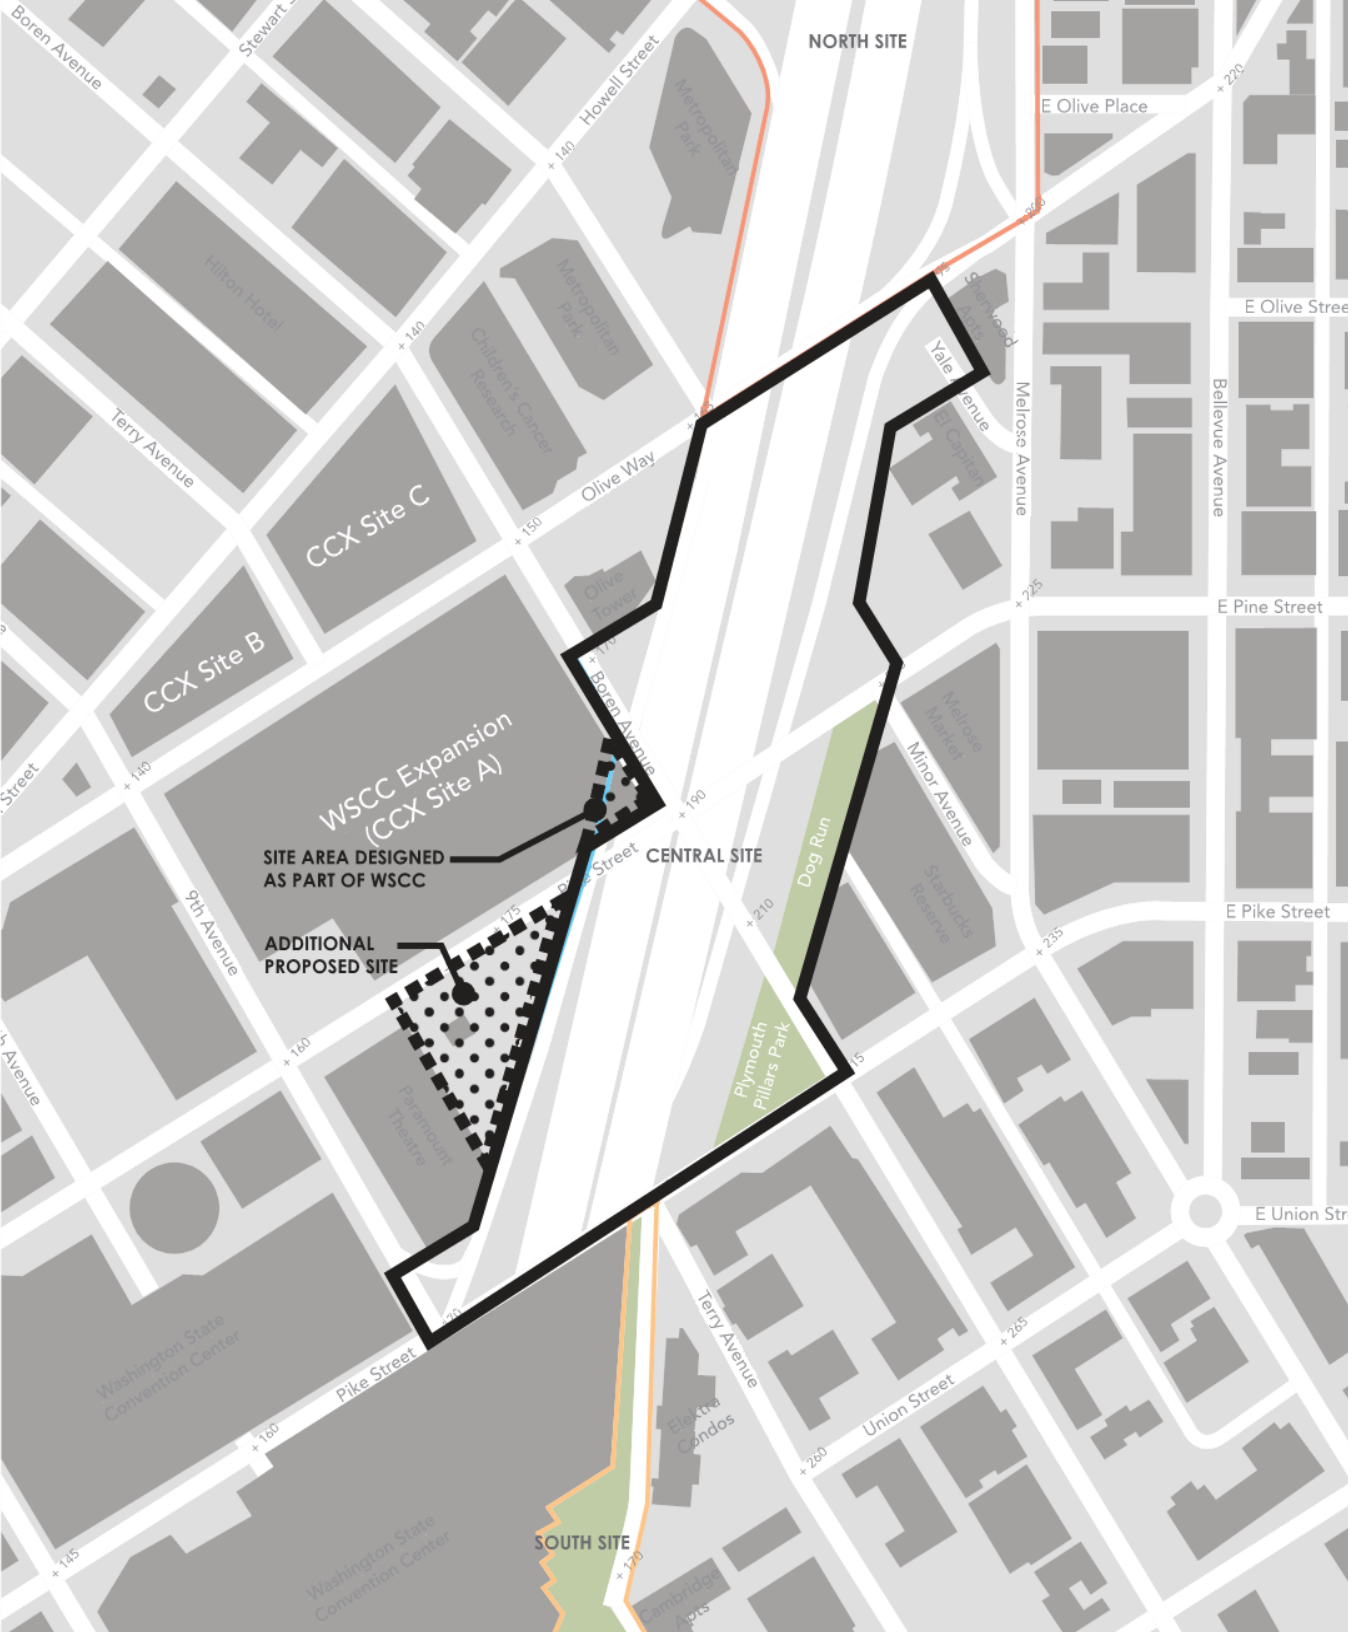 Boren Avenue
NORTH SITE
Howell Street
Metropolitan
Park
220
E Olive Place
140
Hilton Hotel
Metropolitan
Park
Sherwood
Apts
E Olive Stree
140
Children's Cancer
Research
Yale Avenue
Melrose Avenue
Bellevue Avenue
Terry Avenue
El Capitan
Olive Way
CCX Site C
150
Olive
Tower
225
E Pine Street
CCX Site B
170
Boren Avenue
Melrose
Market
WSCC Expansion
(CCX Site A)
Minor Avenue
140
Street
190
SITE AREA DESIGNED
AS PART OF WSCC
CENTRAL SITE
Dog Run
9th Avenue
175
210
Starbucks
Reserve
E Pike Street
235
ADDITIONAL
PROPOSED SITE
160
Plymouth
Pillars Park
15
h Avenue
Paramount
Theatre
E Union Str
Washington State
Convention Center
Terry Avenue
265
Pike Street
Union Street
Elektra
Condos
160
260
Washington State
Convention Center
SOUTH SITE
145
170
Cambridge
Apts